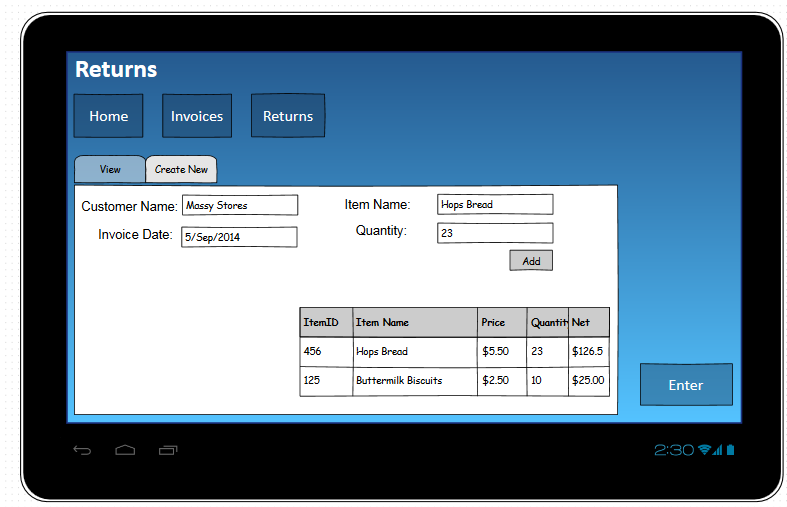 Returns
Home Invoices Returns
View Create New
Customer Name: Massy Stores Item Name: Hops Bread
Invoice Date: 5/Sep/2014 Quantity: 23
Add
ItemID Item Name Price Quantit Net
456 Hops Bread $5.50 23 $126.5
125 Buttermilk Biscuits $2.50 10 $25.00
Enter
2:30